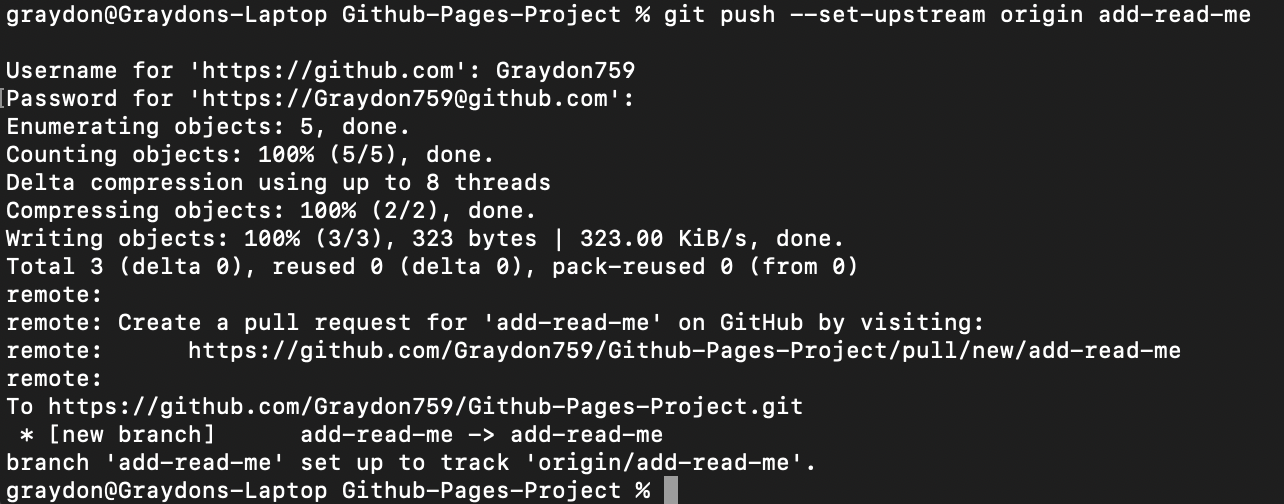 graydon@Graydons-Laptop Github-Pages-Project % git push --set-upstream origin add-read-me

Username for 'https://github.com': Graydon759
Password for 'https://Graydon759@github.com':
Enumerating objects: 5, done.
Counting objects: 100% (5/5), done.
Delta compression using up to 8 threads
Compressing objects: 100% (2/2), done.
Writing objects: 100% (3/3), 323 bytes | 323.00 KiB/s, done.
Total 3 (delta 0), reused 0 (delta 0), pack-reused 0 (from 0)
remote:
remote: Create a pull request for 'add-read-me' on GitHub by visiting:
remote:      https://github.com/Graydon759/Github-Pages-Project/pull/new/add-read-me
remote:
To https://github.com/Graydon759/Github-Pages-Project.git
 * [new branch]      add-read-me -> add-read-me
branch 'add-read-me' set up to track 'origin/add-read-me'.
graydon@Graydons-Laptop Github-Pages-Project %